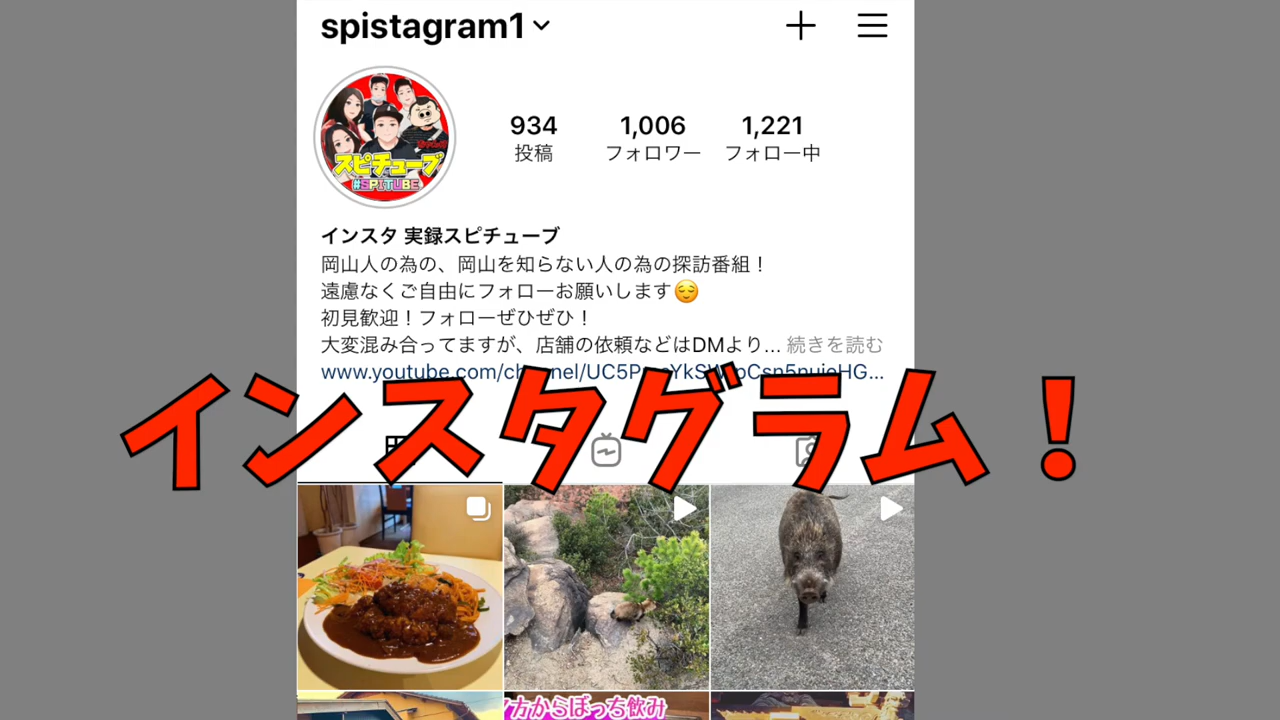 spistagram1
934
投稿
1,006
フォロワー
1,221
フォロー中
スピチューブ
#SPITUBE
インスタ 実録スピチューブ
岡山人の為の、岡山を知らない人の為の探訪番組！
遠慮なくご自由にフォローお願いします😌
初見歓迎！フォローぜひぜひ！
大変混み合ってますが、店舗の依頼などはDMより... 続きを読む
インスタグラム！
夕方からぼっち飲み